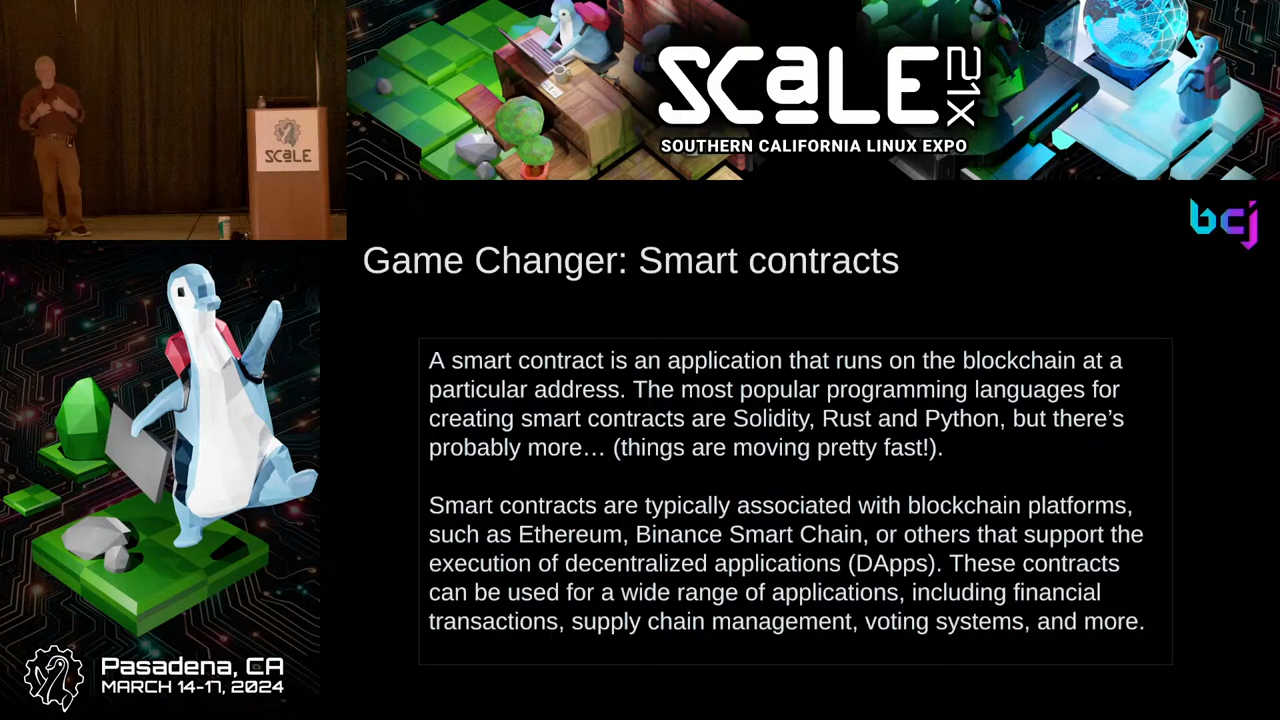 SCaLE
SCaLE 21x
SOUTHERN CALIFORNIA LINUX EXPO
bcj
Game Changer: Smart contracts
A smart contract is an application that runs on the blockchain at a
particular address. The most popular programming languages for
creating smart contracts are Solidity, Rust and Python, but there’s
probably more… (things are moving pretty fast!).
Smart contracts are typically associated with blockchain platforms,
such as Ethereum, Binance Smart Chain, or others that support the
execution of decentralized applications (DApps). These contracts
can be used for a wide range of applications, including financial
transactions, supply chain management, voting systems, and more.
Pasadena, CA
MARCH 14-17, 2024